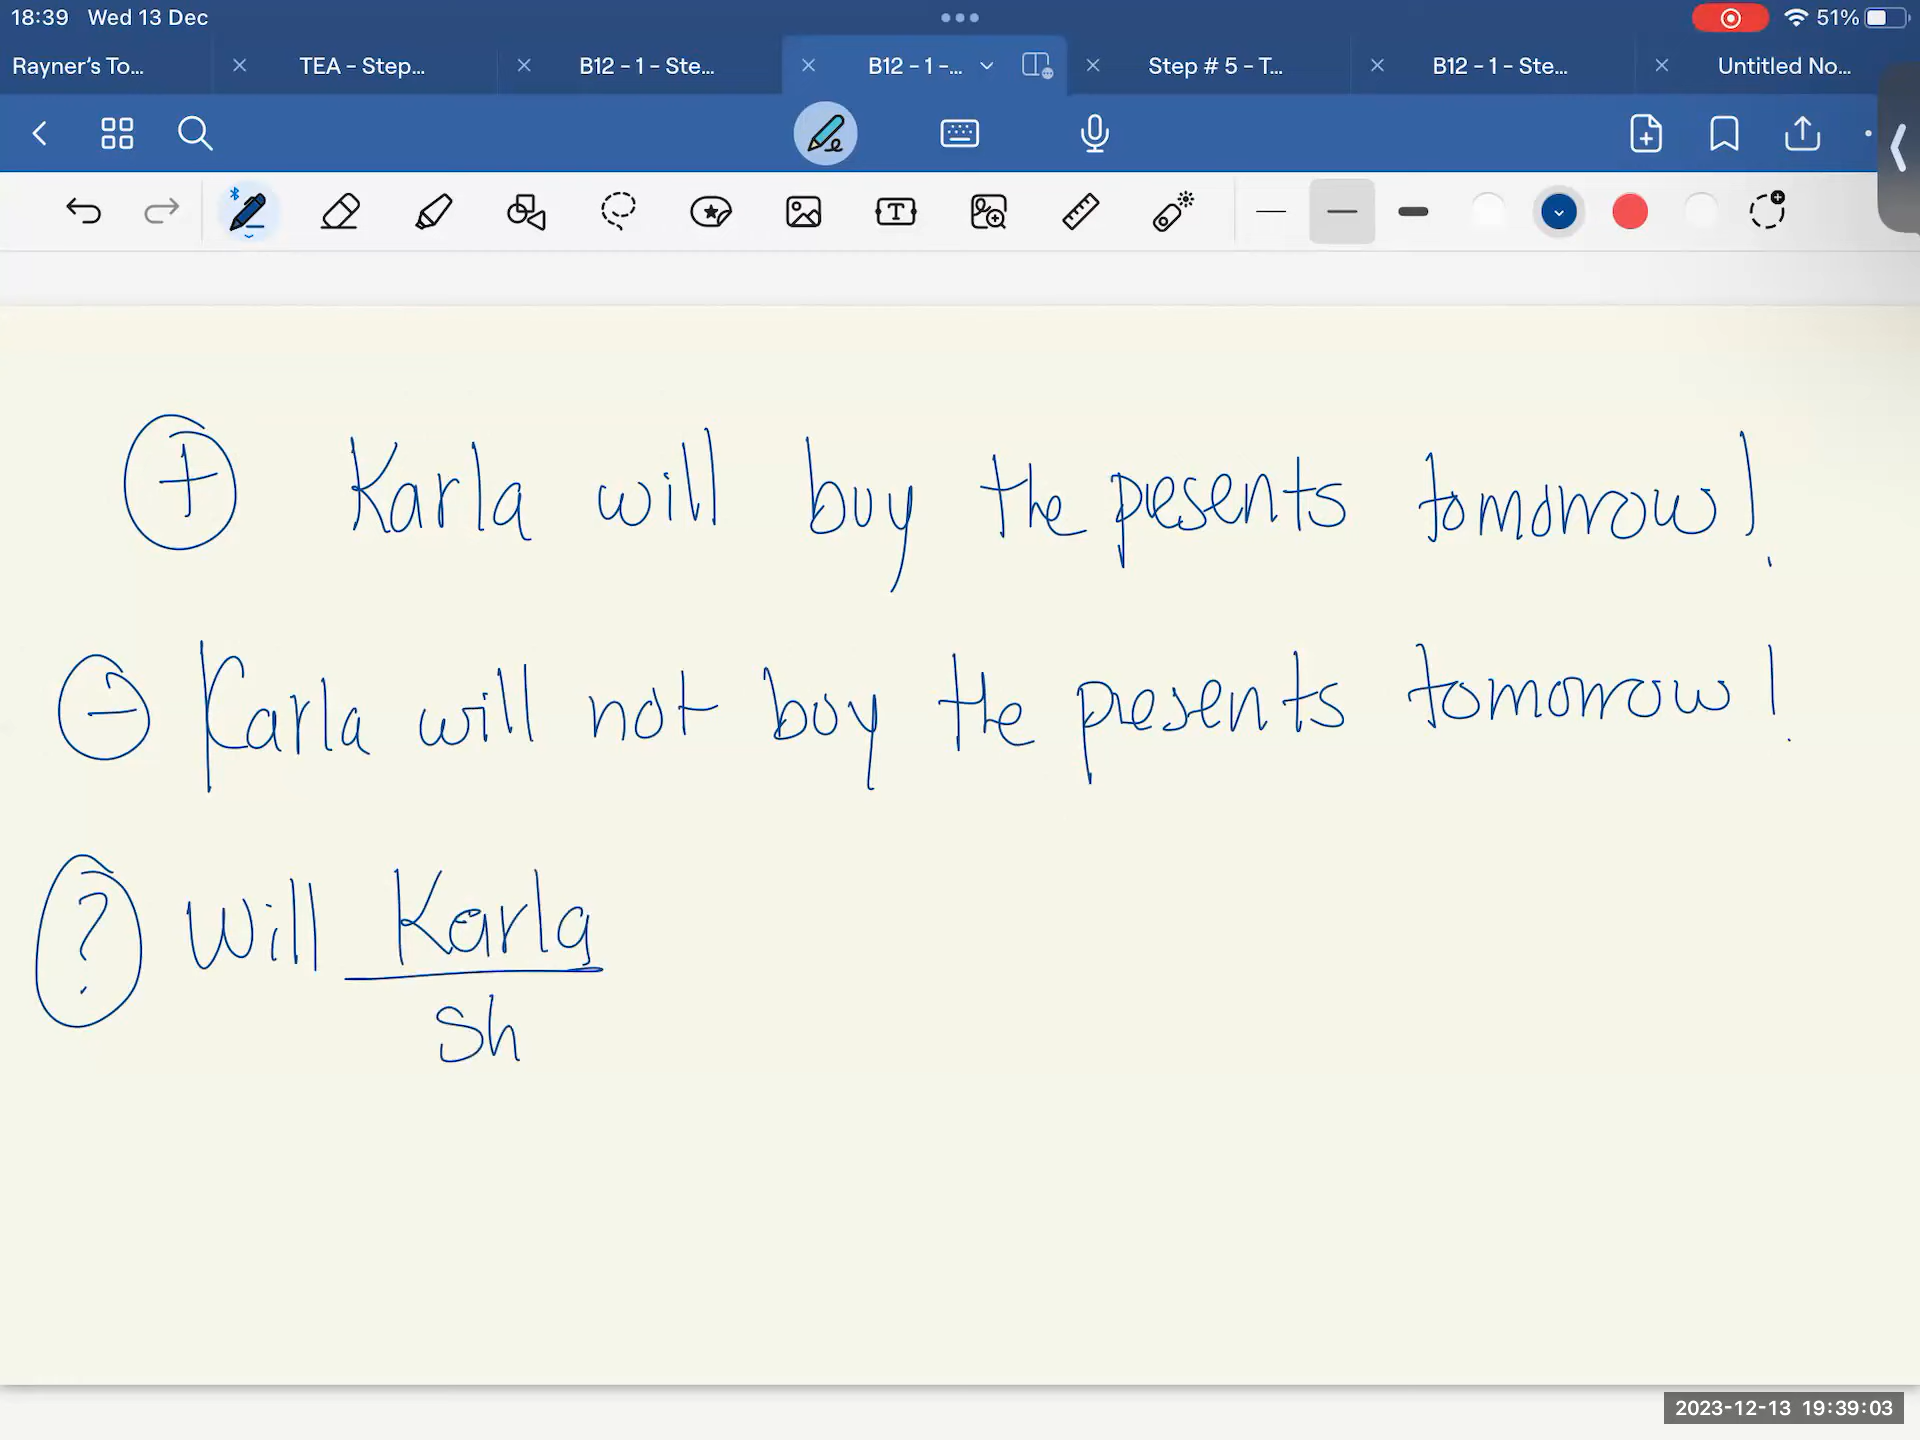 18:39 Wed 13 Dec 51%
Rayner's To... TEA - Step... B12 - 1 - Ste... B12 - 1 -... Step # 5 - T... B12 - 1 - Ste... Untitled No...
+ Karla will buy the presents tomorrow!
- Karla will not buy the presents tomorrow!
? Will Karla
Sh
2023-12-13 19:39:03